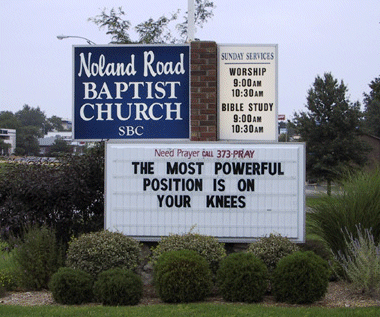 Noland Road
BAPTIST
CHURCH
SBC
SUNDAY SERVICES
WORSHIP
9:00AM
10:30AM
BIBLE STUDY
9:00AM
10:30AM
Need Prayer CALL 373-PRAY
THE MOST POWERFUL
POSITION IS ON
YOUR KNEES